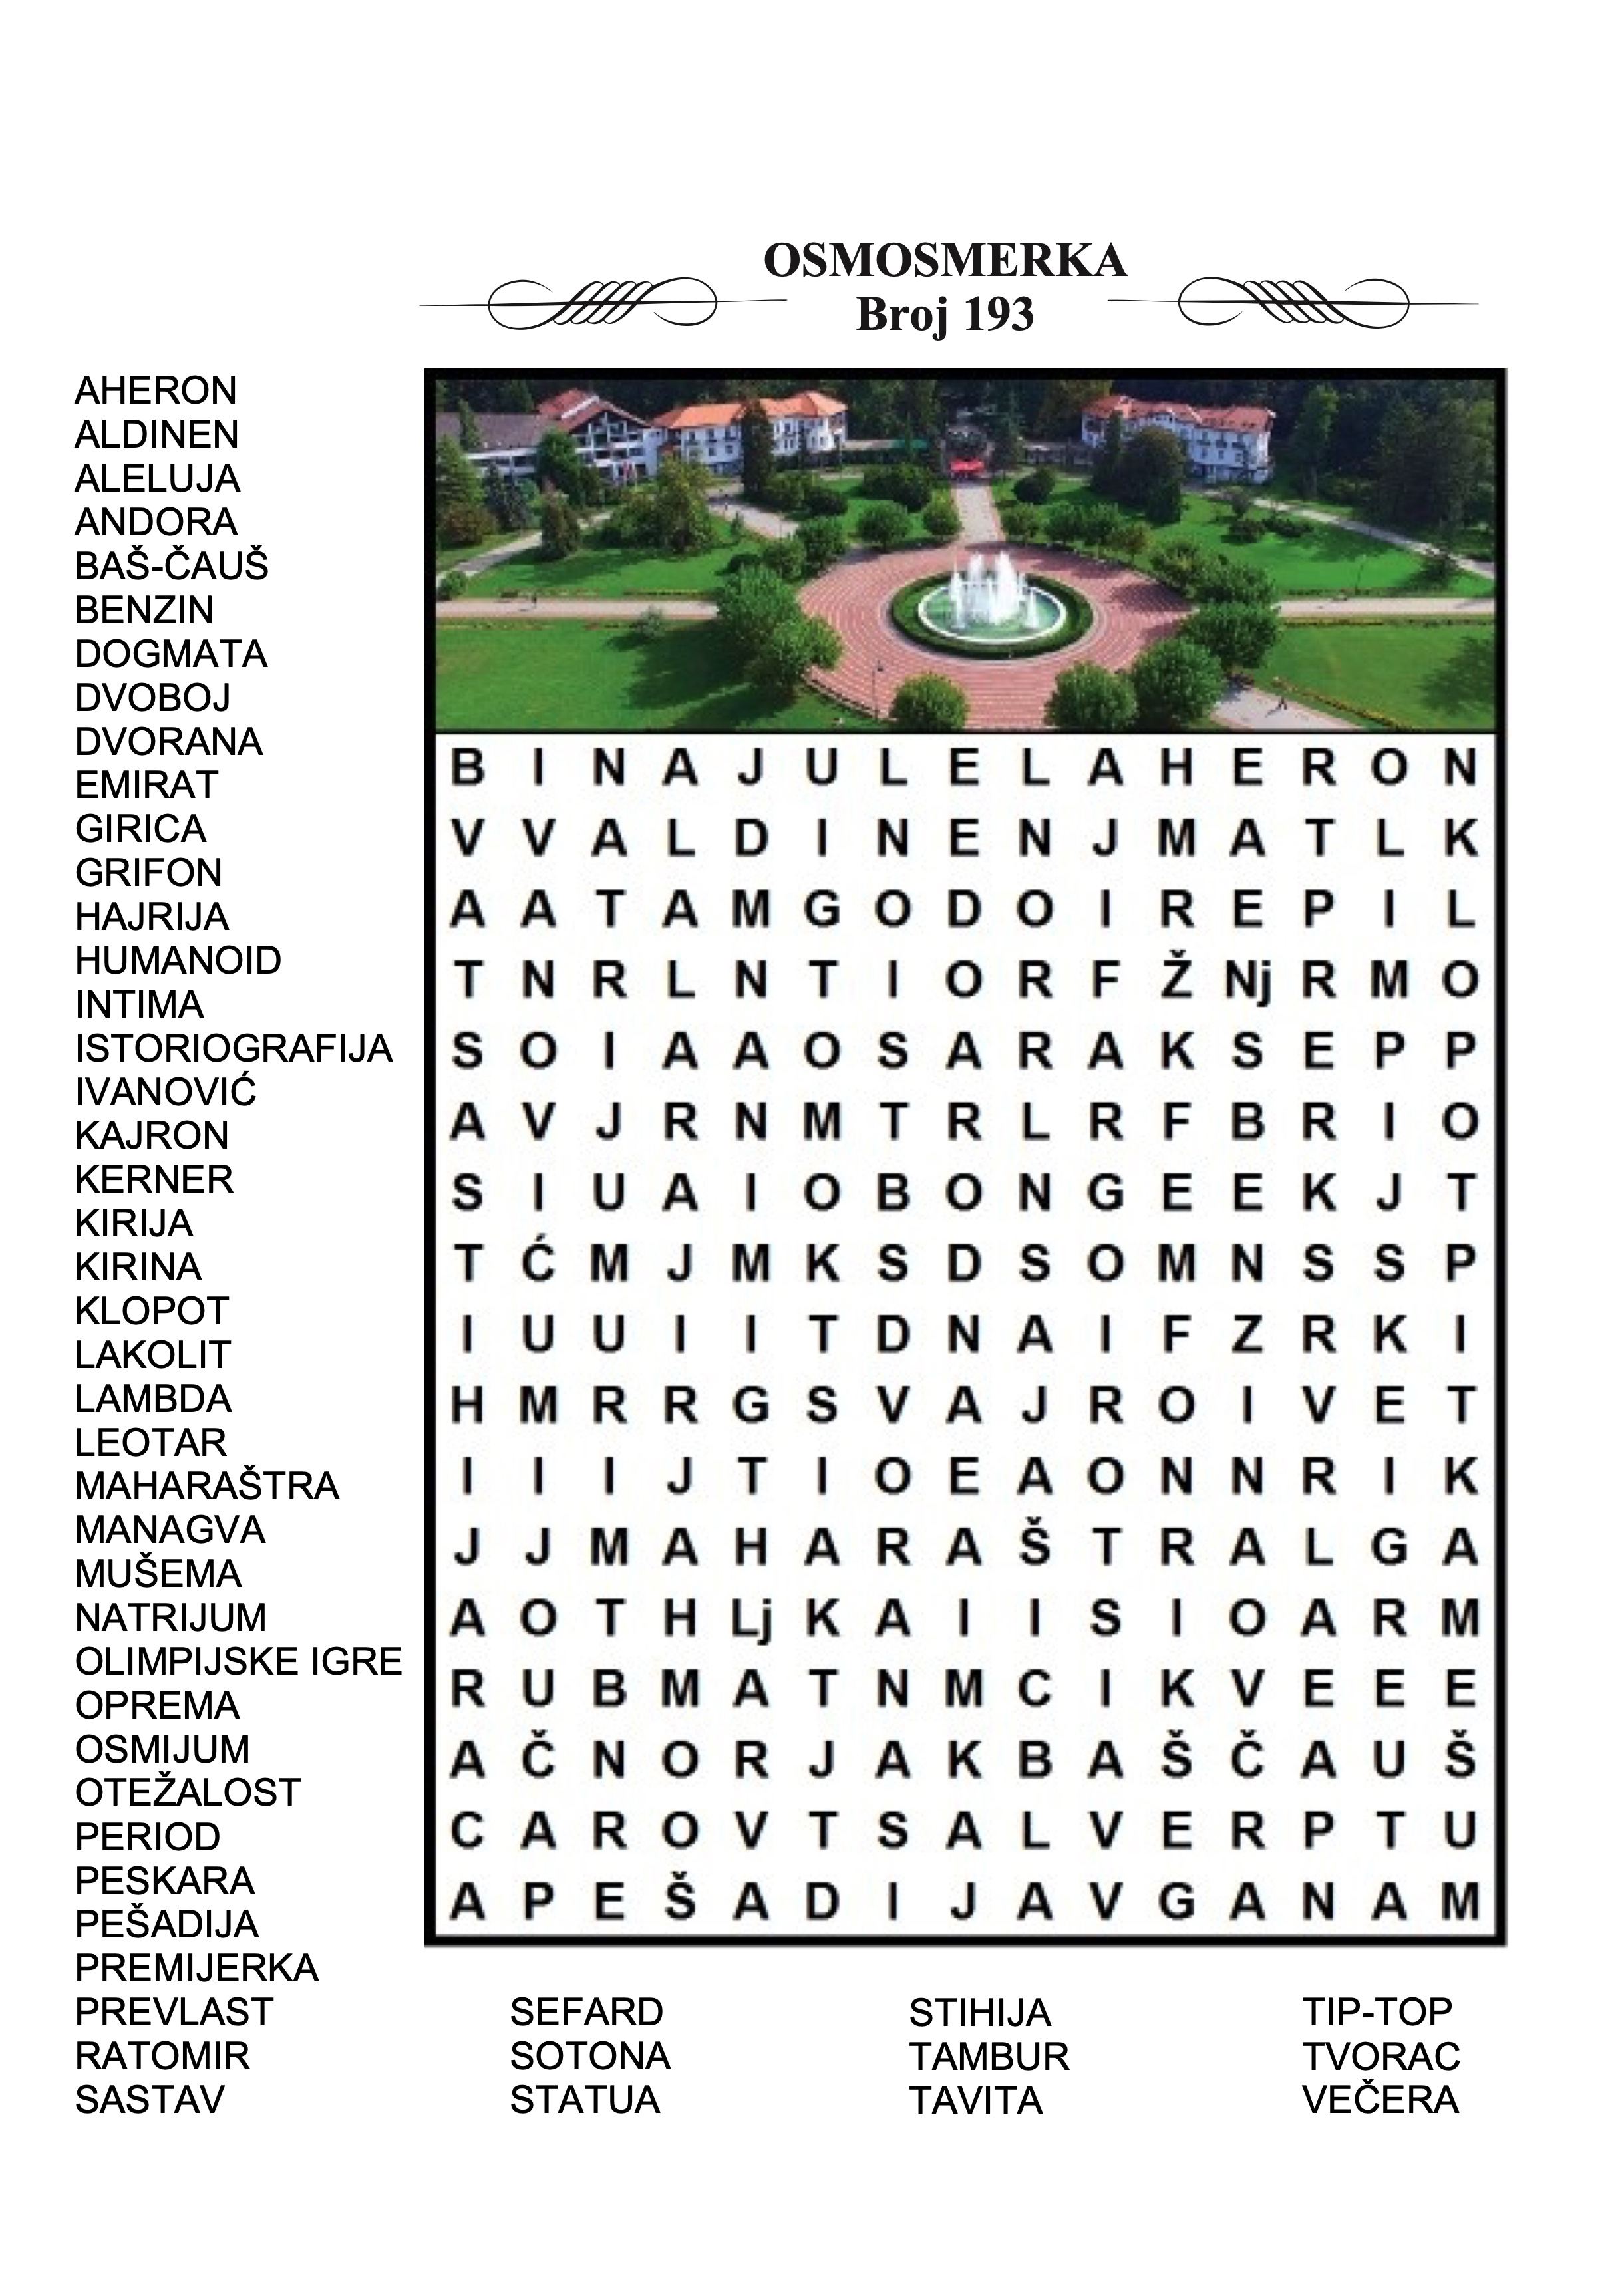 OSMOSMERKA
Broj 193
AHERON
ALDINEN
ALELUJA
ANDORA
BAŠ-ČAUŠ
BENZIN
DOGMATA
DVOBOJ
DVORANA
EMIRAT
GIRICA
GRIFON
HAJRIJA
HUMANOID
INTIMA
ISTORIOGRAFIJA
IVANOVIĆ
KAJRON
KERNER
KIRIJA
KIRINA
KLOPOT
LAKOLIT
LAMBDA
LEOTAR
MAHARAŠTRA
MANAGVA
MUŠEMA
NATRIJUM
OLIMPIJSKE IGRE
OPREMA
OSMIJUM
OTEŽALOST
PERIOD
PESKARA
PEŠADIJA
PREMIJERKA
PREVLAST
RATOMIR
SASTAV
B I N A J U L E L A H E R O N
V V A L D I N E N J M A T L K
A A T A M G O D O I R E P I L
T N R L N T I O R F Ž Nj R M O
S O I A A O S A R A K S E P P
A V J R N M T R L R F B R I O
S I U A I O B O N G E E K J T
T Ć M J M K S D S O M N S S P
I U U I I T D N A I F Z R K I
H M R R G S V A J R O I V E T
I I I J T I O E A O N N R I K
J J M A H A R A Š T R A L G A
A O T H Lj K A I I S I O A R M
R U B M A T N M C I K V E E E
A Č N O R J A K B A Š Č A U Š
C A R O V T S A L V E R P T U
A P E Š A D I J A V G A N A M
SEFARD
SOTONA
STATUA
STIHIJA
TAMBUR
TAVITA
TIP-TOP
TVORAC
VEČERA